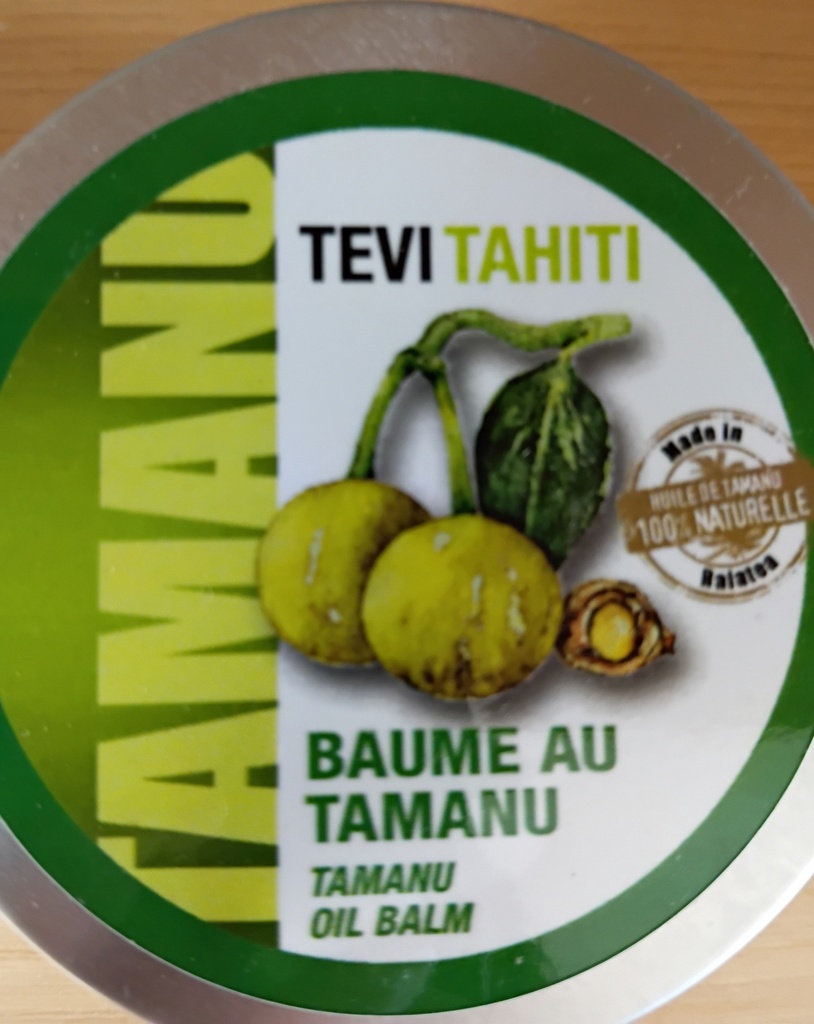 TAMANU
TEVI TAHITI
Made in
HUILE DE TAMANU
100% NATURELLE
Raiatea
BAUME AU
TAMANU
TAMANU
OIL BALM